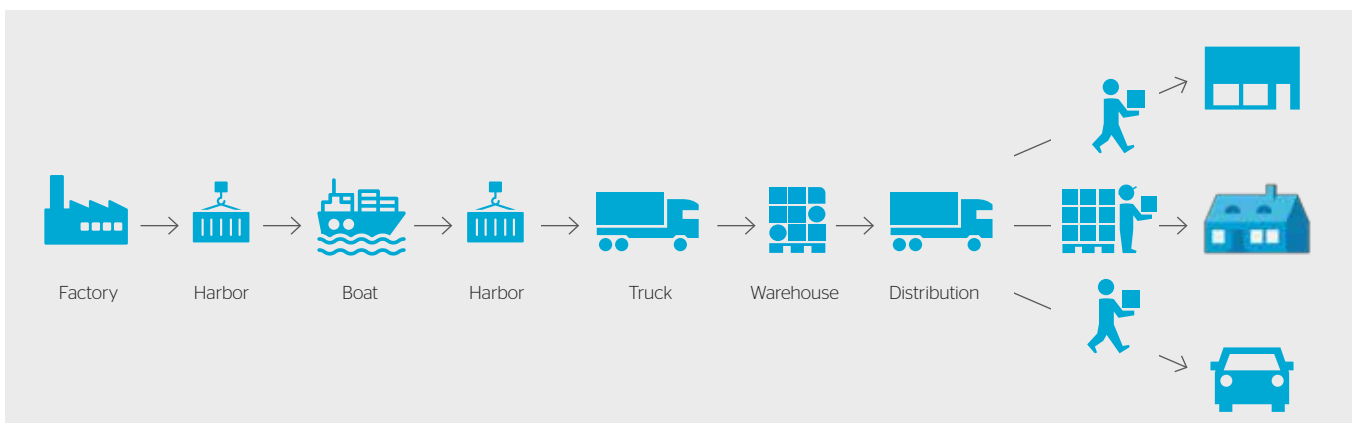 Factory
Harbor
Boat
Harbor
Truck
Warehouse
Distribution